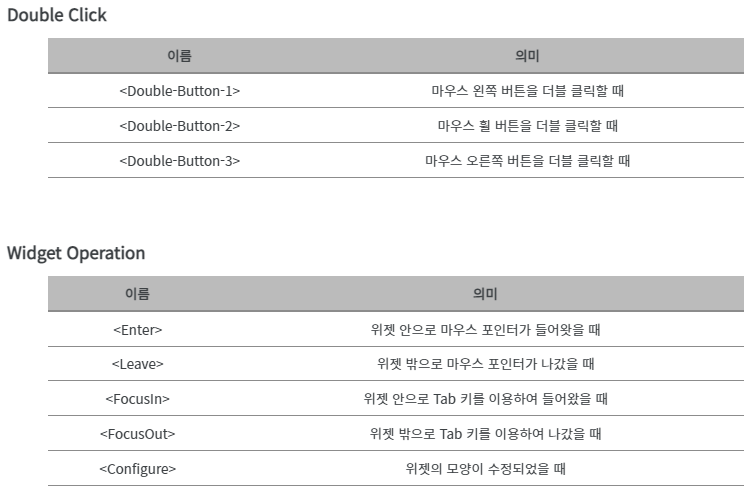 Double Click
이름 의미
<Double-Button-1> 마우스 왼쪽 버튼을 더블 클릭할 때
<Double-Button-2> 마우스 휠 버튼을 더블 클릭할 때
<Double-Button-3> 마우스 오른쪽 버튼을 더블 클릭할 때
Widget Operation
이름 의미
<Enter> 위젯 안으로 마우스 포인터가 들어왓을 때
<Leave> 위젯 밖으로 마우스 포인터가 나갔을 때
<FocusIn> 위젯 안으로 Tab 키를 이용하여 들어왔을 때
<FocusOut> 위젯 밖으로 Tab 키를 이용하여 나갔을 때
<Configure> 위젯의 모양이 수정되었을 때